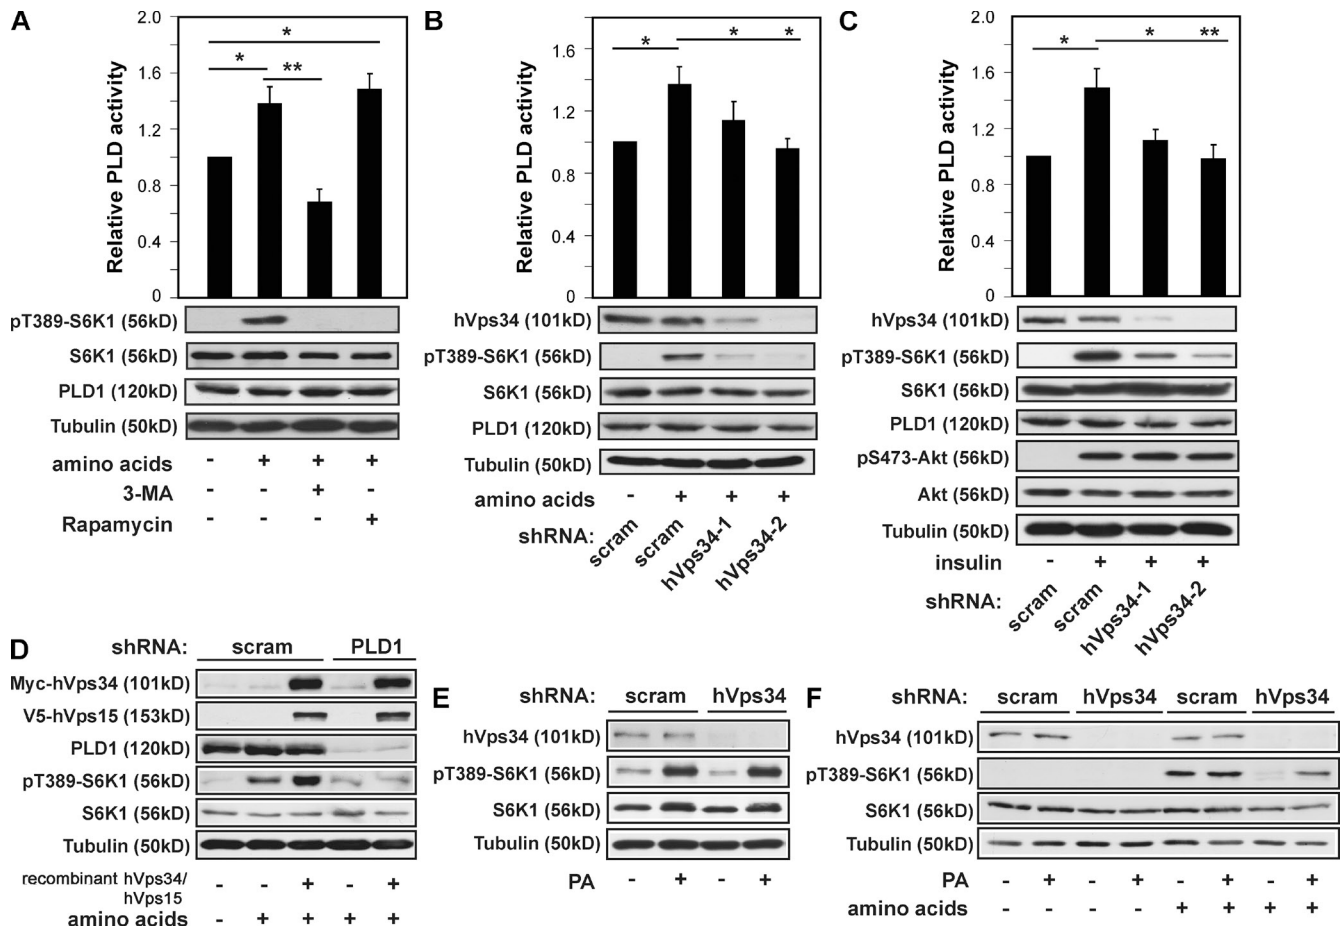 A
Relative PLD activity
2.0
1.6
1.2
0.8
0.4
0
*
*
**
pT389-S6K1 (56kD)
S6K1 (56kD)
PLD1 (120kD)
Tubulin (50kD)
amino acids - + + +
3-MA - - + -
Rapamycin - - - +
B
Relative PLD activity
1.6
1.2
0.8
0.4
0
* * *
hVps34 (101kD)
pT389-S6K1 (56kD)
S6K1 (56kD)
PLD1 (120kD)
Tubulin (50kD)
amino acids - + + +
shRNA: scram scram hVps34-1 hVps34-2
C
Relative PLD activity
2.0
1.6
1.2
0.8
0.4
0
* * **
hVps34 (101kD)
pT389-S6K1 (56kD)
S6K1 (56kD)
PLD1 (120kD)
pS473-Akt (56kD)
Akt (56kD)
Tubulin (50kD)
insulin - + + +
shRNA: scram scram hVps34-1 hVps34-2
D
shRNA: scram PLD1
Myc-hVps34 (101kD)
V5-hVps15 (153kD)
PLD1 (120kD)
pT389-S6K1 (56kD)
S6K1 (56kD)
Tubulin (50kD)
recombinant hVps34/ - - + - +
hVps15
amino acids - + + + +
E
shRNA: scram hVps34
hVps34 (101kD)
pT389-S6K1 (56kD)
S6K1 (56kD)
Tubulin (50kD)
PA - + - +
F
shRNA: scram hVps34 scram hVps34
hVps34 (101kD)
pT389-S6K1 (56kD)
S6K1 (56kD)
Tubulin (50kD)
PA - + - + - + - +
amino acids - - - - + + + +